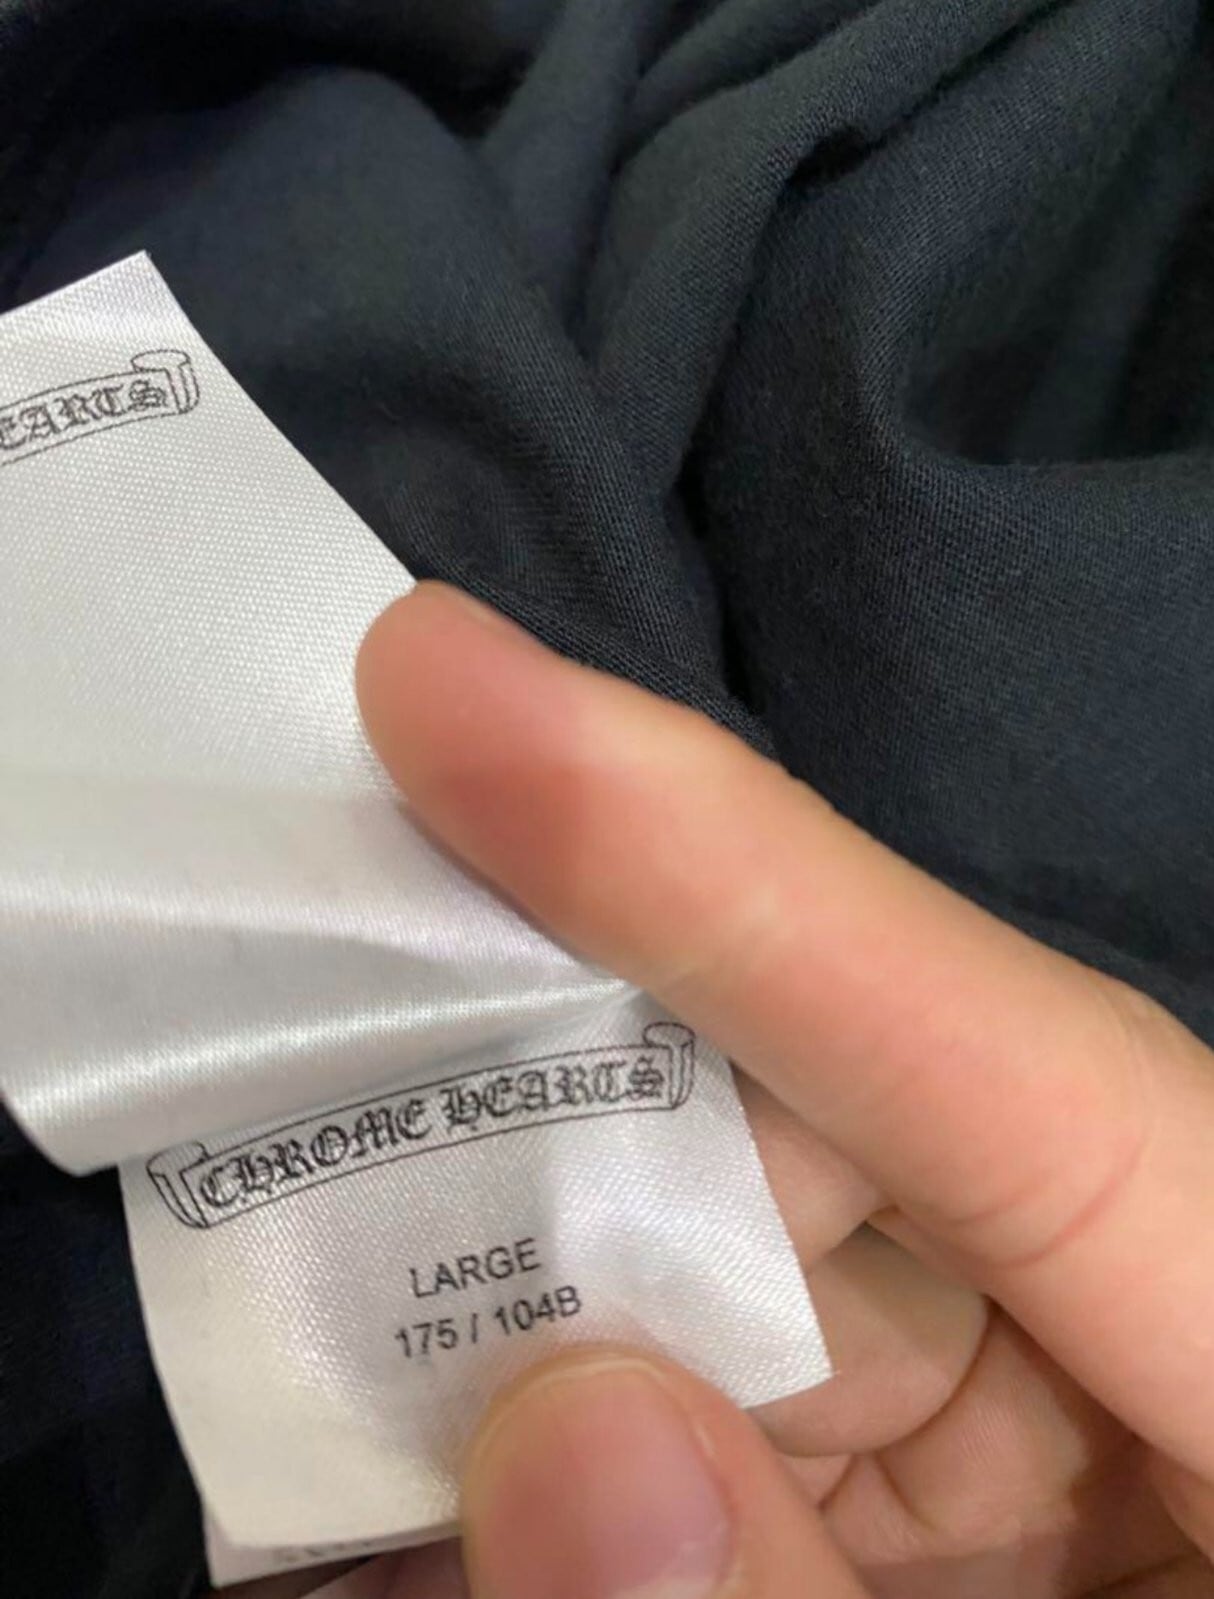 EARTS
CHROME HEARTS
LARGE
175 / 104B